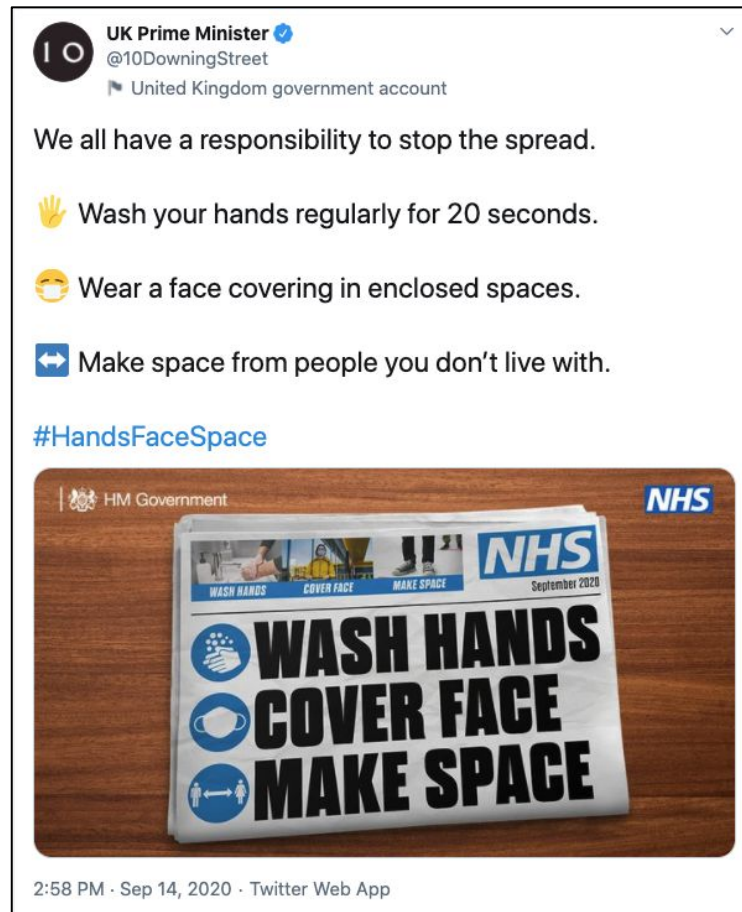 10
UK Prime Minister
@10DowningStreet
United Kingdom government account
We all have a responsibility to stop the spread.
🖐️ Wash your hands regularly for 20 seconds.
😷 Wear a face covering in enclosed spaces.
↔️ Make space from people you don't live with.
#HandsFaceSpace
HM Government
NHS
WASH HANDS
COVER FACE
MAKE SPACE
NHS
September 2020
WASH HANDS
COVER FACE
MAKE SPACE
2:58 PM · Sep 14, 2020 · Twitter Web App